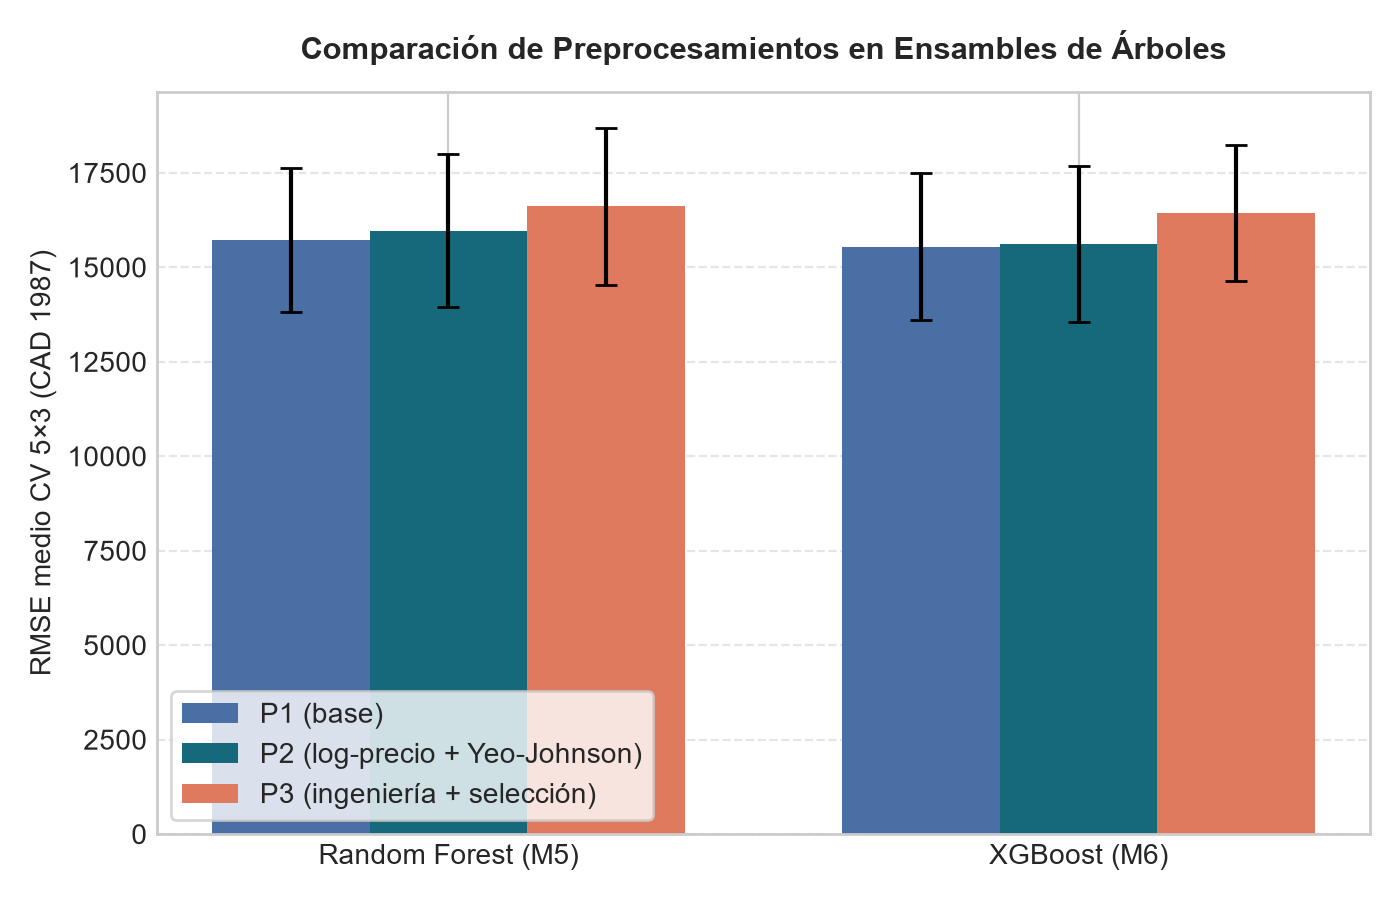 Comparación de Preprocesamientos en Ensambles de Árboles
RMSE medio CV 5×3 (CAD 1987)
17500
15000
12500
10000
7500
5000
2500
0
P1 (base)
P2 (log-precio + Yeo-Johnson)
P3 (ingeniería + selección)
Random Forest (M5)
XGBoost (M6)